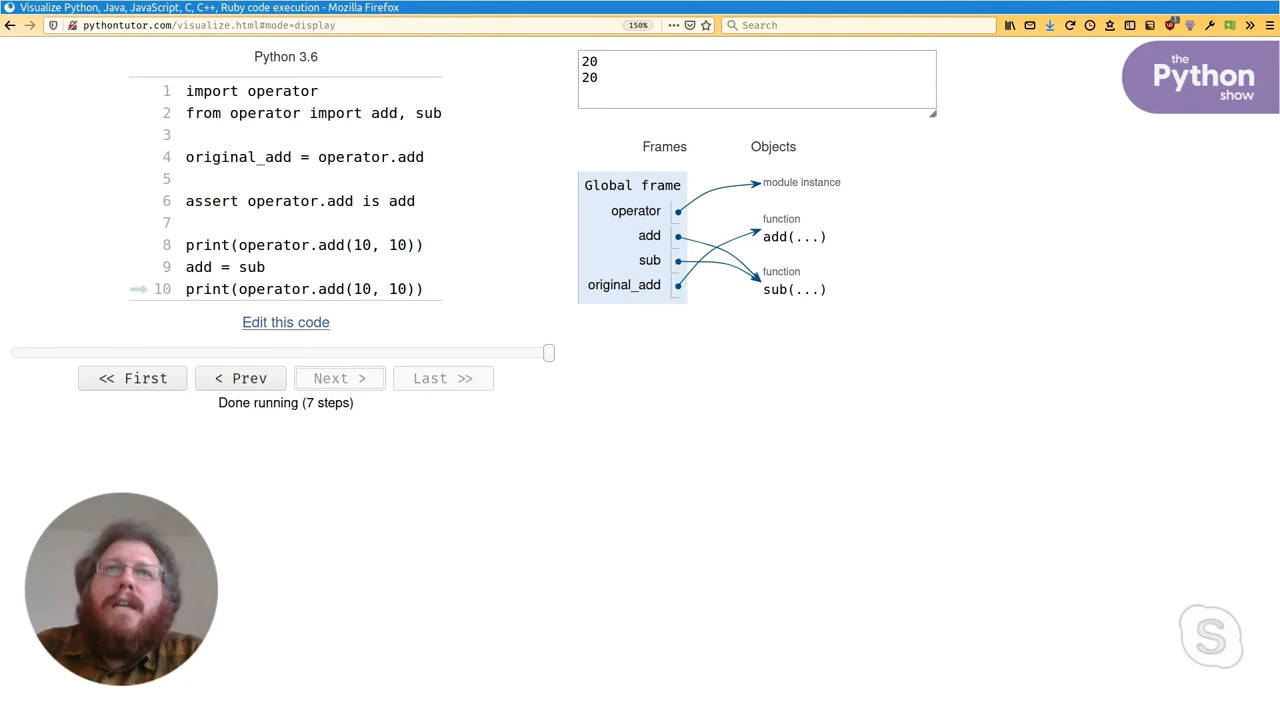 Visualize Python, Java, JavaScript, C, C++, Ruby code execution - Mozilla Firefox
pythontutor.com/visualize.html#mode=display
150%
Search
the
Python
show
Python 3.6
1 import operator
2 from operator import add, sub
3
4 original_add = operator.add
5
6 assert operator.add is add
7
8 print(operator.add(10, 10))
9 add = sub
10 print(operator.add(10, 10))
Edit this code
<< First
< Prev
Next >
Last >>
Done running (7 steps)
20
20
Frames
Objects
Global frame
operator
add
sub
original_add
module instance
function
add(...)
function
sub(...)
S